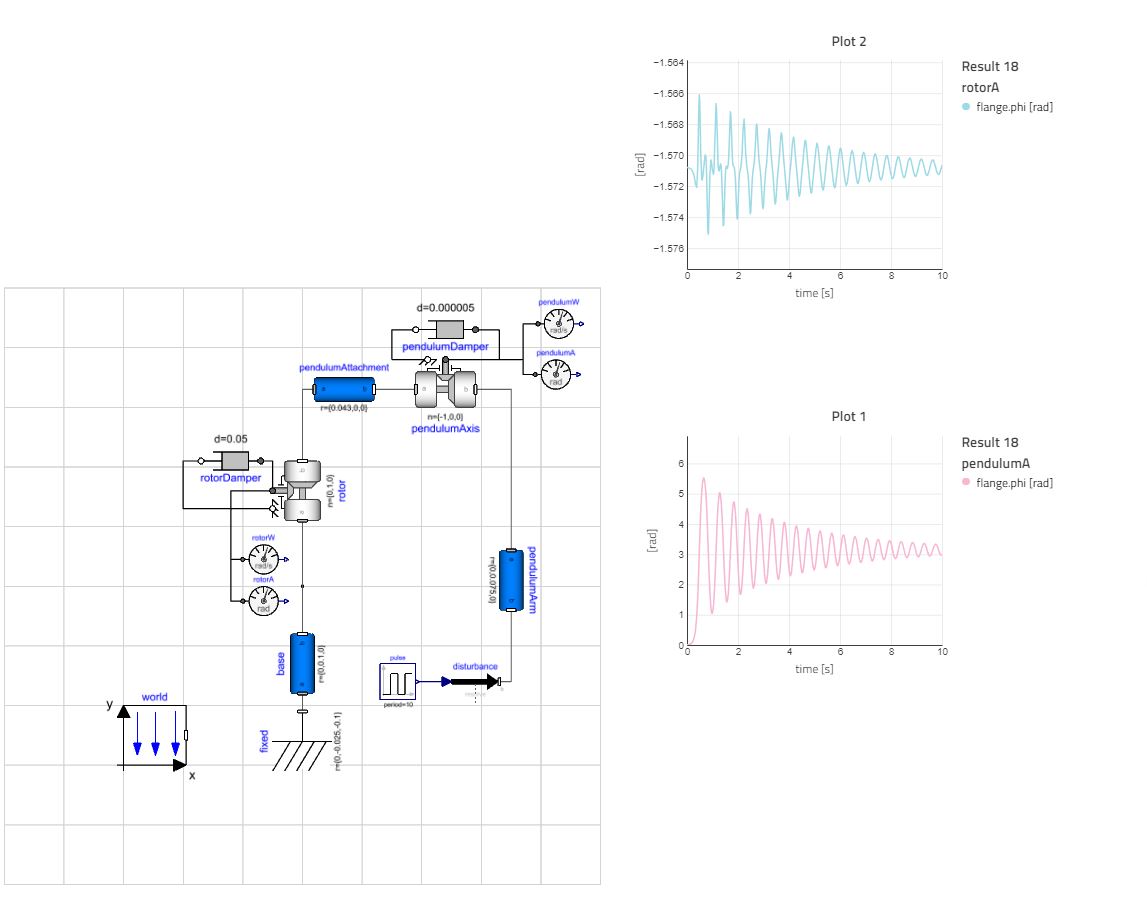 Plot 2
−1.564
−1.566
−1.568
−1.570
−1.572
−1.574
−1.576
[rad]
0 2 4 6 8 10
time [s]
Result 18
rotorA
flange.phi [rad]
d=0.000005
pendulumDamper
pendulumW
rad/s
pendulumA
rad
pendulumAttachment
a b
r={0.043,0,0}
a b
n={-1,0,0}
pendulumAxis
d=0.05
rotorDamper
n={0,1,0}
rotor
rotorW
rad/s
rotorA
rad
pendulumArm
r={0,0.075,0}
base
r={0,0.1,0}
pulse
period=10
disturbance
world
y
x
fixed
r={0,-0.025,-0.1}
Plot 1
6
5
4
3
2
1
0
[rad]
0 2 4 6 8 10
time [s]
Result 18
pendulumA
flange.phi [rad]